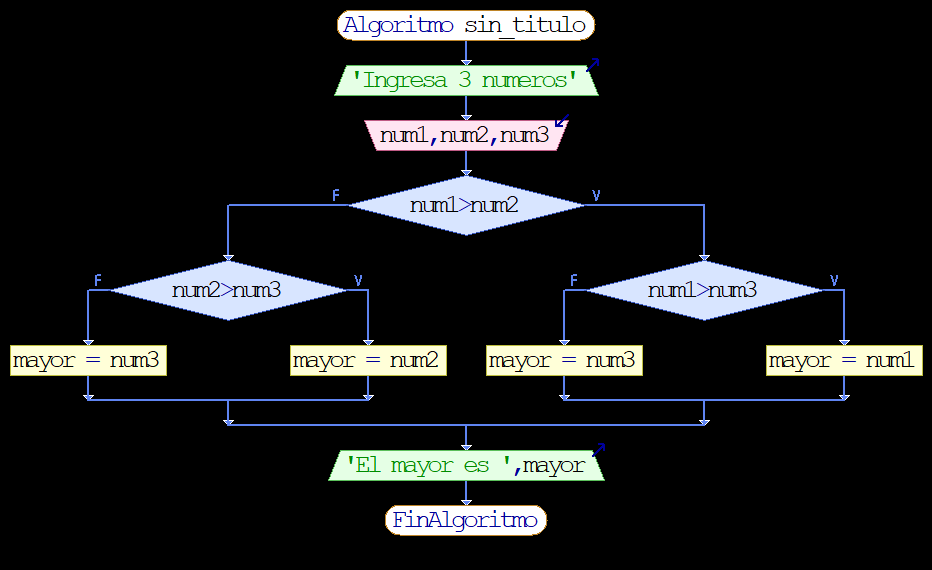 Algoritmo sin_titulo
'Ingresa 3 numeros'
num1,num2,num3
num1>num2
F
V
num2>num3
F
V
num1>num3
F
V
mayor = num3
mayor = num2
mayor = num3
mayor = num1
'El mayor es ',mayor
FinAlgoritmo